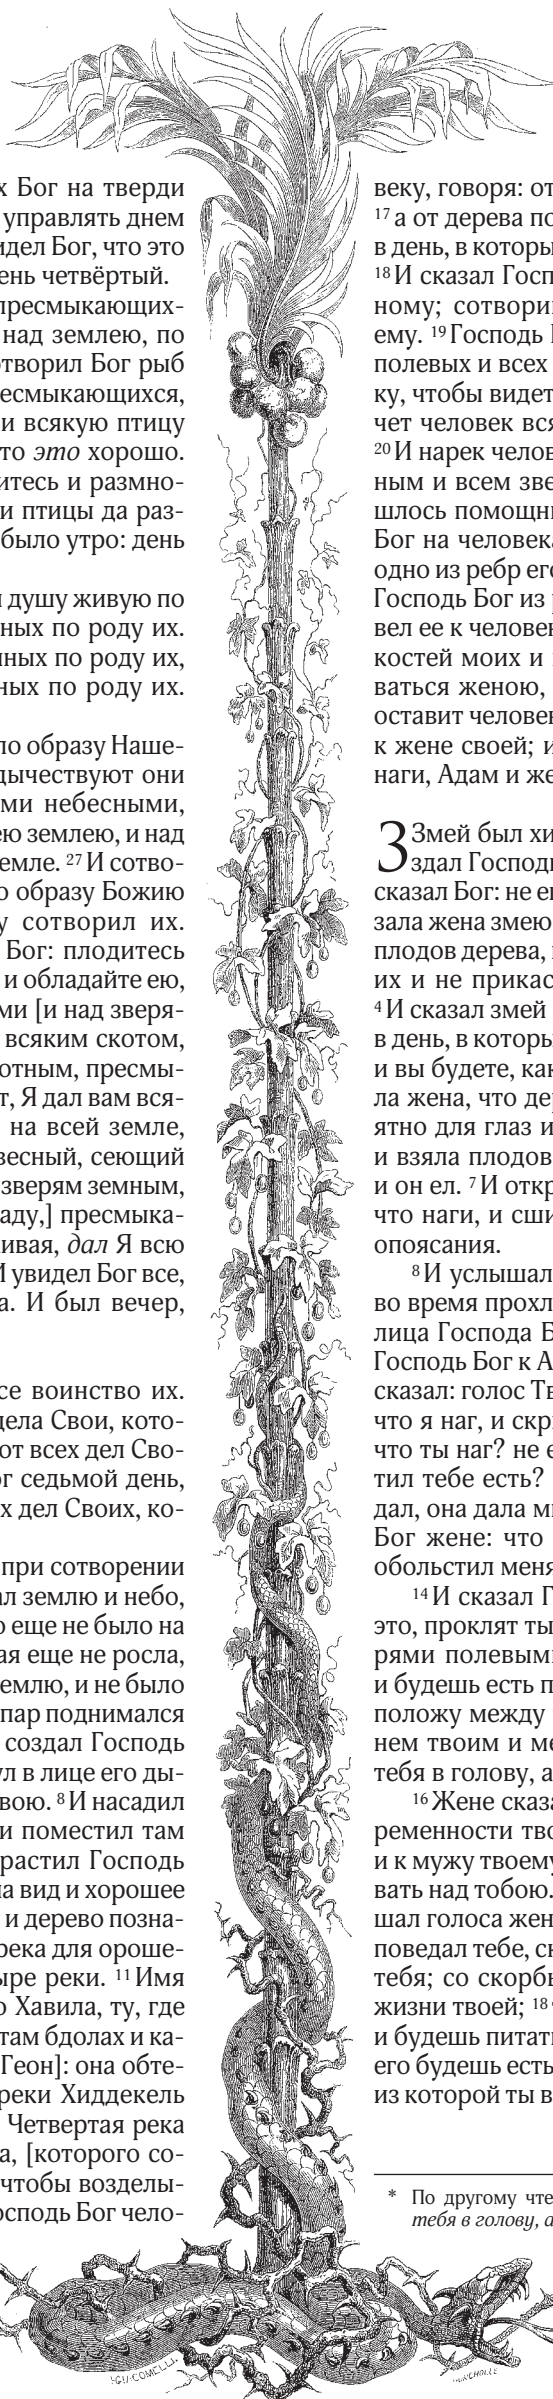 х Бог на тверди
управлять днем
идел Бог, что это
ень четвёртый.
пресмыкающих-
над землею, по
отворил Бог рыб
есмыкающихся,
и всякую птицу
то это хорошо.
итесь и размно-
и птицы да раз-
было утро: день
душу живую по
ных по роду их.
ных по роду их,
ных по роду их.
по образу Наше-
дычествуют они
ми небесными,
ею землею, и над
емле. 27 И сотво-
о образу Божию
у сотворил их.
Бог: плодитесь
и обладайте ею,
ми [и над зверя-
всяким скотом,
отным, пресмы-
т, Я дал вам вся-
на всей земле,
весный, сеющий
зверям земным,
аду,] пресмыка-
ивая, дал Я всю
И увидел Бог все,
а. И был вечер,
се воинство их.
дела Свои, кото-
от всех дел Сво-
ог седьмой день,
х дел Своих, ко-
при сотворении
ал землю и небо,
о еще не было на
ая еще не росла,
емлю, и не было
пар поднимался
создал Господь
ул в лице его ды-
вою. 8 И насадил
и поместил там
растил Господь
на вид и хорошее
и дерево позна-
река для ороше-
ыре реки. 11 Имя
о Хавила, ту, где
там бдолах и ка-
Геон]: она обте-
реки Хиддекель
Четвертая река
а, [которого со-
чтобы возделы-
осподь Бог чело-
веку, говоря: от
17 а от дерева по
в день, в которы
18 И сказал Госп
ному; сотвори
ему. 19 Господь
полевых и всех
ку, чтобы видет
чет человек вся
20 И нарек челов
ным и всем зве
шлось помощн
Бог на человека
одно из ребр его
Господь Бог из
вел ее к человек
костей моих и
ваться женою,
оставит человек
к жене своей; и
наги, Адам и же
3 Змей был хи
здал Господ
сказал Бог: не е
зала жена змею
плодов дерева,
их и не прикас
4 И сказал змей
в день, в которы
и вы будете, как
ла жена, что де
ятно для глаз и
и взяла плодов
и он ел. 7 И откр
что наги, и сши
опоясания.
8 И услышал
во время прохл
лица Господа Б
Господь Бог к А
сказал: голос Тв
что я наг, и скр
что ты наг? не е
тил тебе есть?
дал, она дала м
Бог жене: что
обольстил меня
14 И сказал Г
это, проклят ты
рями полевым
и будешь есть п
положу между
нем твоим и ме
тебя в голову, а
16 Жене сказа
ременности тво
и к мужу твоему
вать над тобою.
шал голоса жен
поведал тебе, ск
тебя; со скорбь
жизни твоей; 18
и будешь питат
его будешь есть
из которой ты в
* По другому чте
тебя в голову, а
COMELLI